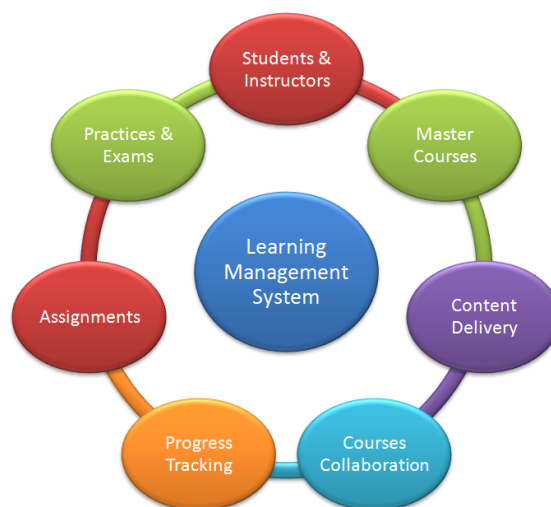 Students &
Instructors
Master
Courses
Content
Delivery
Courses
Collaboration
Progress
Tracking
Assignments
Practices &
Exams
Learning
Management
System